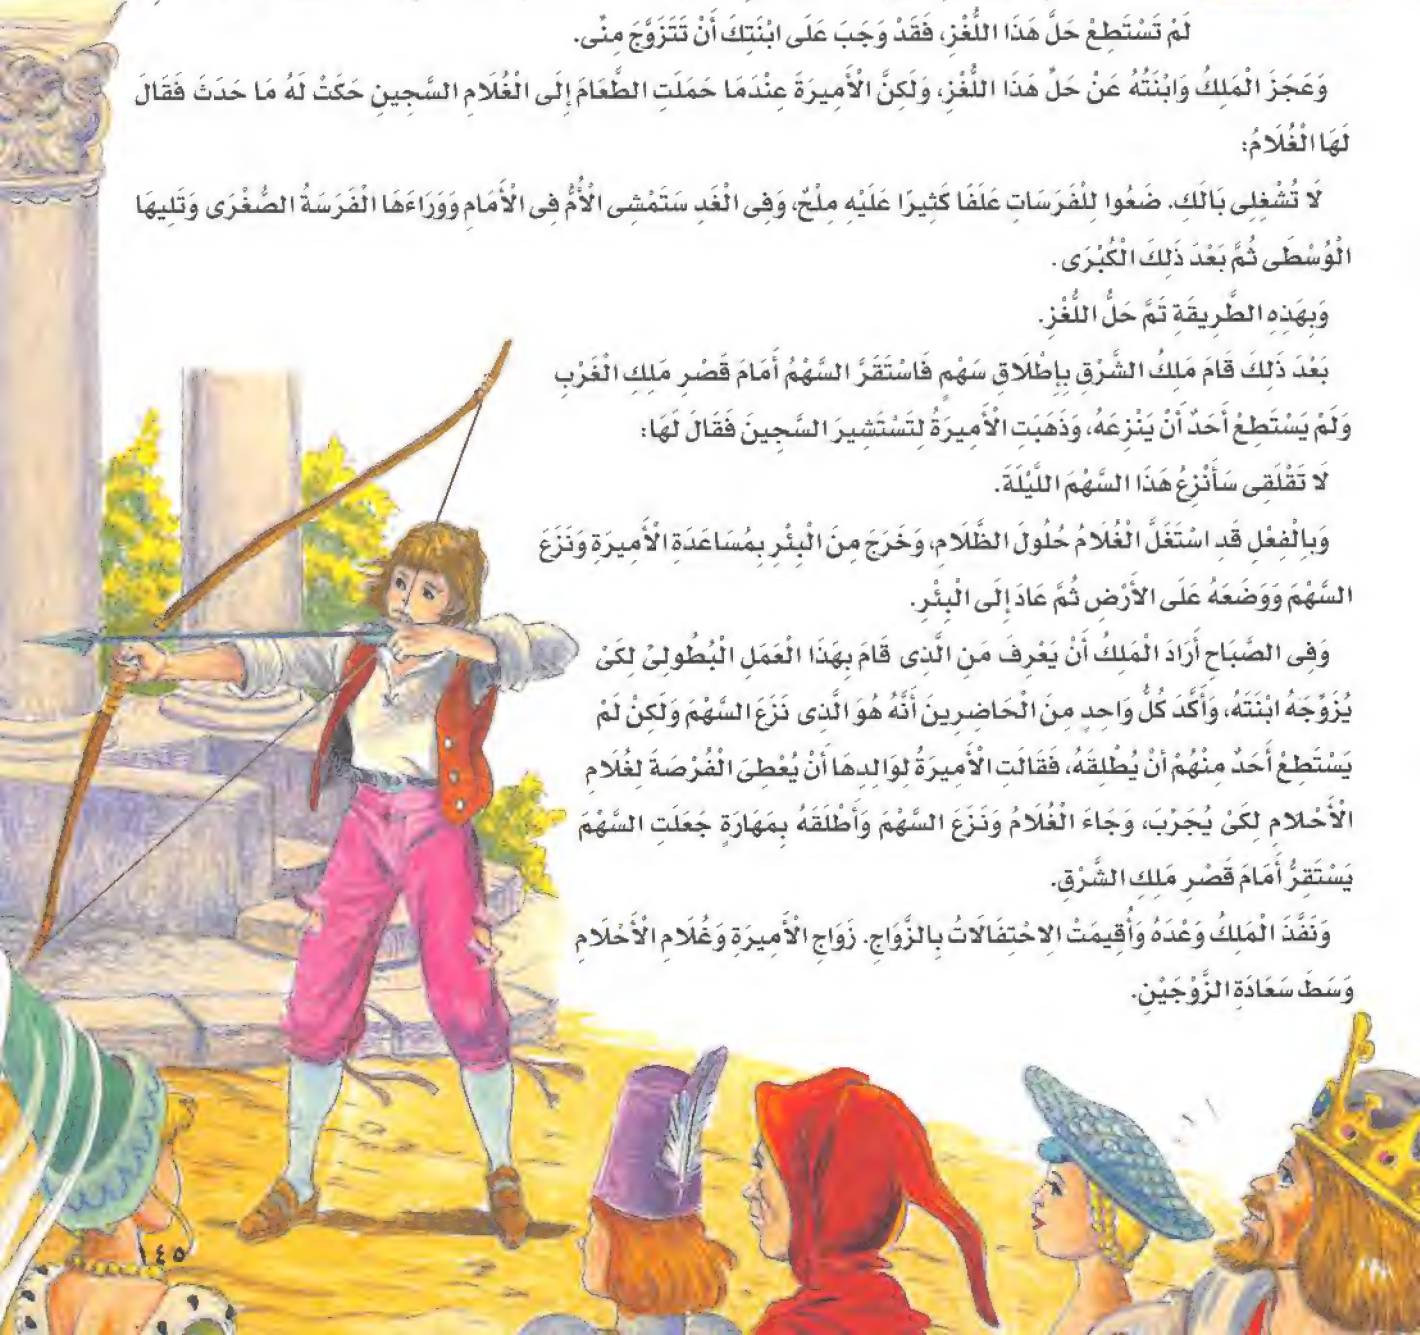 لَمْ تَسْتَطِعْ حَلَّ هَذَا اللُّغْزِ، فَقَدْ وَجَبَ عَلَى ابْنَتِكَ أَنْ تَتَزَوَّجَ مِنِّى.
وَعَجَزَ الْمَلِكُ وَابْنَتُهُ عَنْ حَلِّ هَذَا اللُّغْزِ، وَلَكِنَّ الْأَمِيرَةَ عِنْدَمَا حَمَلَتِ الطَّعَامَ إِلَى الْغُلَامِ السَّجِينِ حَكَتْ لَهُ مَا حَدَثَ فَقَالَ
لَهَا الْغُلَامُ:
لَا تُشْغِلِى بَالَكِ. ضَعُوا لِلْفَرَسَاتِ عَلَفًا كَثِيرًا عَلَيْهِ مِلْحٌ، وَفِى الْغَدِ سَتَمْشِى الْأُمُّ فِى الْأَمَامِ وَوَرَاءَهَا الْفَرَسَةُ الصُّغْرَى وَتَلِيهَا
الْوُسْطَى ثُمَّ بَعْدَ ذَلِكَ الْكُبْرَى.
وَبِهَذِهِ الطَّرِيقَةِ تَمَّ حَلُّ اللُّغْزِ.
بَعْدَ ذَلِكَ قَامَ مَلِكُ الشَّرْقِ بِإِطْلَاقِ سَهْمٍ فَاسْتَقَرَّ السَّهْمُ أَمَامَ قَصْرِ مَلِكِ الْغَرْبِ
وَلَمْ يَسْتَطِعْ أَحَدٌ أَنْ يَنْزِعَهُ، وَذَهَبَتِ الْأَمِيرَةُ لِتَسْتَشِيرَ السَّجِينَ فَقَالَ لَهَا:
لَا تَقْلَقِى سَأَنْزِعُ هَذَا السَّهْمَ اللَّيْلَةَ.
وَبِالْفِعْلِ قَدِ اسْتَغَلَّ الْغُلَامُ حُلُولَ الظَّلَامِ، وَخَرَجَ مِنَ الْبِئْرِ بِمُسَاعَدَةِ الْأَمِيرَةِ وَنَزَعَ
السَّهْمَ وَوَضَعَهُ عَلَى الْأَرْضِ ثُمَّ عَادَ إِلَى الْبِئْرِ.
وَفِى الصَّبَاحِ أَرَادَ الْمَلِكُ أَنْ يَعْرِفَ مَنِ الَّذِى قَامَ بِهَذَا الْعَمَلِ الْبُطُولِىِّ لِكَىْ
يُزَوِّجَهُ ابْنَتَهُ، وَأَكَّدَ كُلُّ وَاحِدٍ مِنَ الْحَاضِرِينَ أَنَّهُ هُوَ الَّذِى نَزَعَ السَّهْمَ وَلَكِنْ لَمْ
يَسْتَطِعْ أَحَدٌ مِنْهُمْ أَنْ يُطْلِقَهُ، فَقَالَتِ الْأَمِيرَةُ لِوَالِدِهَا أَنْ يُعْطِىَ الْفُرْصَةَ لِغُلَامِ
الْأَحْلَامِ لِكَىْ يُجَرِّبَ، وَجَاءَ الْغُلَامُ وَنَزَعَ السَّهْمَ وَأَطْلَقَهُ بِمَهَارَةٍ جَعَلَتِ السَّهْمَ
يَسْتَقِرُّ أَمَامَ قَصْرِ مَلِكِ الشَّرْقِ.
وَنَفَّذَ الْمَلِكُ وَعْدَهُ وَأُقِيمَتْ الِاحْتِفَالَاتُ بِالزَّوَاجِ. زَوَاجِ الْأَمِيرَةِ وَغُلَامِ الْأَحْلَامِ
وَسَطَ سَعَادَةِ الزَّوْجَيْنِ.
١٤٥